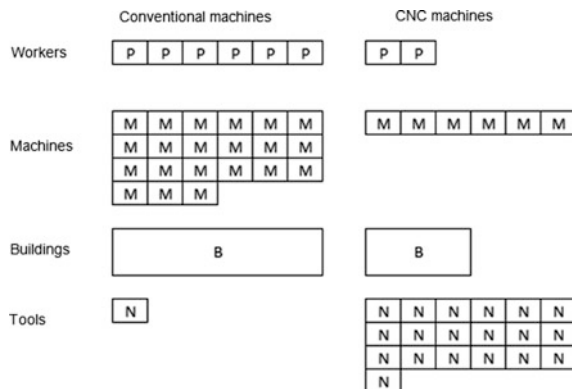 Conventional machines CNC machines
Workers P P P P P P P P
M M M M M M M M M M M M
Machines M M M M M M
M M M M M M
M M M
Buildings B B
N N N N N N N
Tools N N N N N N
N N N N N N
N